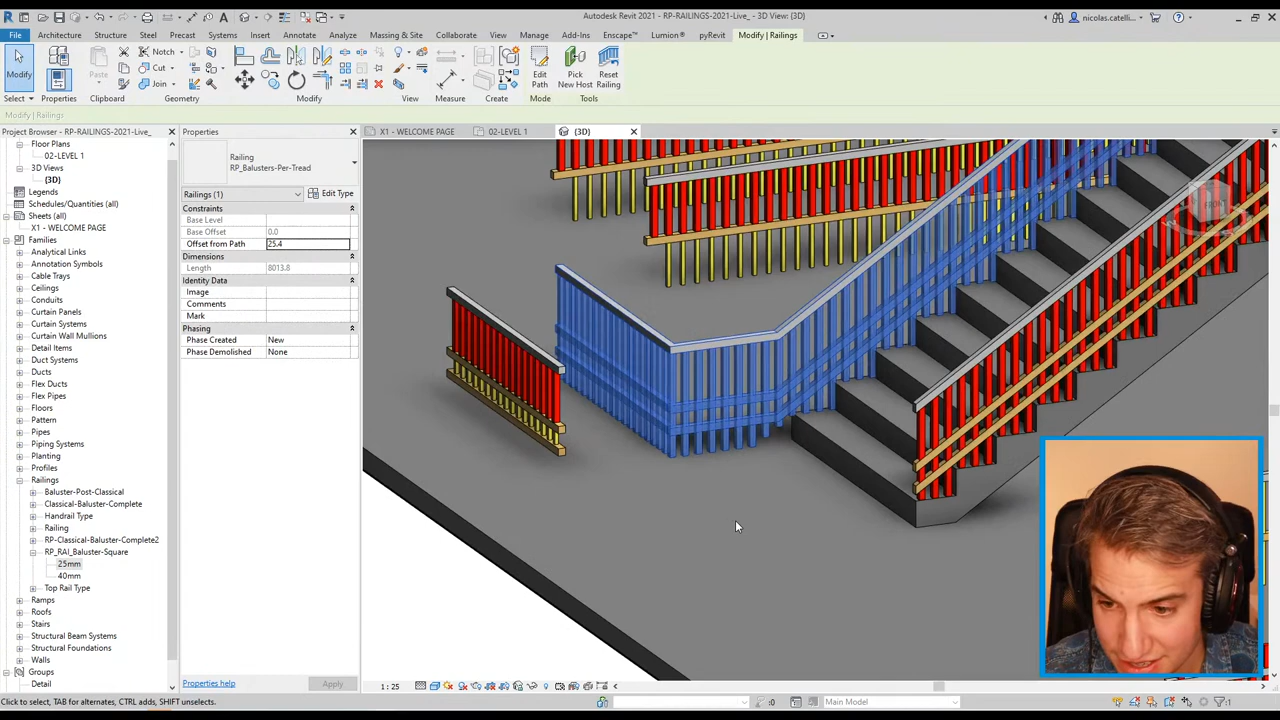 Autodesk Revit 2021 - RP-RAILINGS-2021-Live_ - 3D View: {3D}
nicolas.catelli...
File Architecture Structure Steel Precast Systems Insert Annotate Analyze Massing & Site Collaborate View Manage Add-Ins Enscape™ Lumion® pyRevit Modify | Railings
Modify
Properties
Paste
Notch
Cut
Join
Edit Path
Pick New Host
Reset Railing
Select
Properties
Clipboard
Geometry
Modify
View
Measure
Create
Mode
Tools
Modify | Railings
Project Browser - RP-RAILINGS-2021-Live_
Floor Plans
02-LEVEL 1
3D Views
{3D}
Legends
Schedules/Quantities (all)
Sheets (all)
X1 - WELCOME PAGE
Families
Analytical Links
Annotation Symbols
Cable Trays
Ceilings
Conduits
Curtain Panels
Curtain Systems
Curtain Wall Mullions
Detail Items
Doors
Ducts
Flex Ducts
Flex Pipes
Floors
Pattern
Pipes
Piping Systems
Planting
Profiles
Railings
Baluster-Post-Classical
Classical-Baluster-Complete
Handrail Type
Railing
RP-Classical-Baluster-Complete2
RP_RAI_Baluster-Square
25mm
40mm
Top Rail Type
Ramps
Roofs
Stairs
Structural Beam Systems
Structural Foundations
Walls
Groups
Detail
Properties
Railing
RP_Balusters-Per-Tread
Railings (1)
Edit Type
Constraints
Base Level
Base Offset 0.0
Offset from Path 25.4
Dimensions
Length 8013.8
Identity Data
Image
Comments
Mark
Phasing
Phase Created New
Phase Demolished None
Properties help
Apply
X1 - WELCOME PAGE
02-LEVEL 1
{3D}
FRONT
1 : 25
Click to select, TAB for alternates, CTRL adds, SHIFT unselects.
:0
Main Model
:1